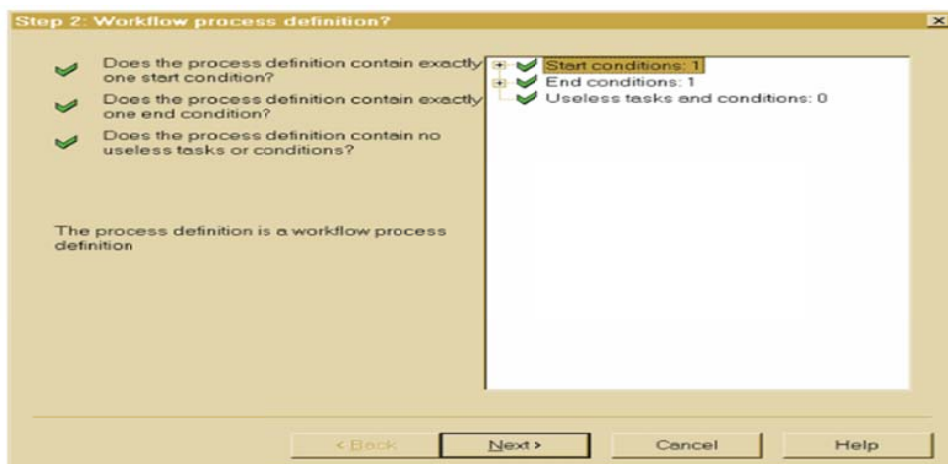 Step 2: Workflow process definition?
Does the process definition contain exactly
one start condition?
Does the process definition contain exactly
one end condition?
Does the process definition contain no
useless tasks or conditions?
The process definition is a workflow process
definition
Start conditions: 1
End conditions: 1
Useless tasks and conditions: 0
< Back
Next >
Cancel
Help